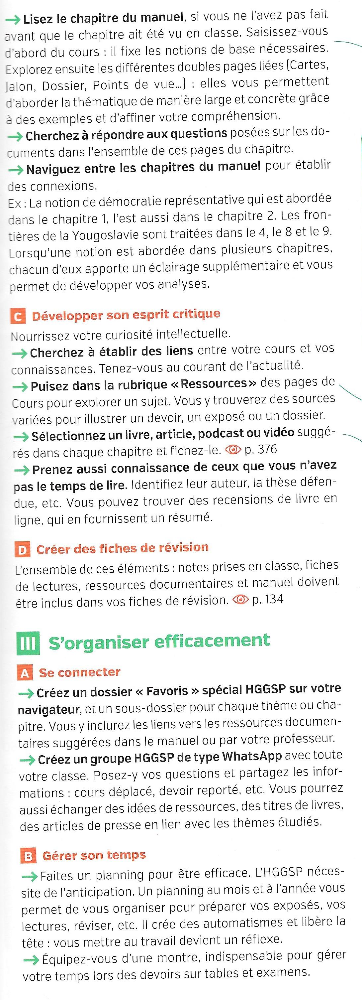 → Lisez le chapitre du manuel, si vous ne l'avez pas fait
avant que le chapitre ait été vu en classe. Saisissez-vous
d'abord du cours : il fixe les notions de base nécessaires.
Explorez ensuite les différentes doubles pages liées (Cartes,
Jalon, Dossier, Points de vue...) : elles vous permettent
d'aborder la thématique de manière large et concrète grâce
à des exemples et d'affiner votre compréhension.
→ Cherchez à répondre aux questions posées sur les do-
cuments dans l'ensemble de ces pages du chapitre.
→ Naviguez entre les chapitres du manuel pour établir
des connexions.
Ex : La notion de démocratie représentative qui est abordée
dans le chapitre 1, l'est aussi dans le chapitre 2. Les fron-
tières de la Yougoslavie sont traitées dans le 4, le 8 et le 9.
Lorsqu'une notion est abordée dans plusieurs chapitres,
chacun d'eux apporte un éclairage supplémentaire et vous
permet de développer vos analyses.
C Développer son esprit critique
Nourrissez votre curiosité intellectuelle.
→ Cherchez à établir des liens entre votre cours et vos
connaissances. Tenez-vous au courant de l'actualité.
→ Puisez dans la rubrique « Ressources » des pages de
Cours pour explorer un sujet. Vous y trouverez des sources
variées pour illustrer un devoir, un exposé ou un dossier.
→ Sélectionnez un livre, article, podcast ou vidéo suggé-
rés dans chaque chapitre et fichez-le. p. 376
→ Prenez aussi connaissance de ceux que vous n'avez
pas le temps de lire. Identifiez leur auteur, la thèse défen-
due, etc. Vous pouvez trouver des recensions de livre en
ligne, qui en fournissent un résumé.
D Créer des fiches de révision
L'ensemble de ces éléments : notes prises en classe, fiches
de lectures, ressources documentaires et manuel doivent
être inclus dans vos fiches de révision. p. 134
III S'organiser efficacement
A Se connecter
→ Créez un dossier « Favoris » spécial HGGSP sur votre
navigateur, et un sous-dossier pour chaque thème ou cha-
pitre. Vous y inclurez les liens vers les ressources documen-
taires suggérées dans le manuel ou par votre professeur.
→ Créez un groupe HGGSP de type WhatsApp avec toute
votre classe. Posez-y vos questions et partagez les infor-
mations : cours déplacé, devoir reporté, etc. Vous pourrez
aussi échanger des idées de ressources, des titres de livres,
des articles de presse en lien avec les thèmes étudiés.
B Gérer son temps
→ Faites un planning pour être efficace. L'HGGSP néces-
site de l'anticipation. Un planning au mois et à l'année vous
permet de vous organiser pour préparer vos exposés, vos
lectures, réviser, etc. Il crée des automatismes et libère la
tête : vous mettre au travail devient un réflexe.
→ Équipez-vous d'une montre, indispensable pour gérer
votre temps lors des devoirs sur tables et examens.